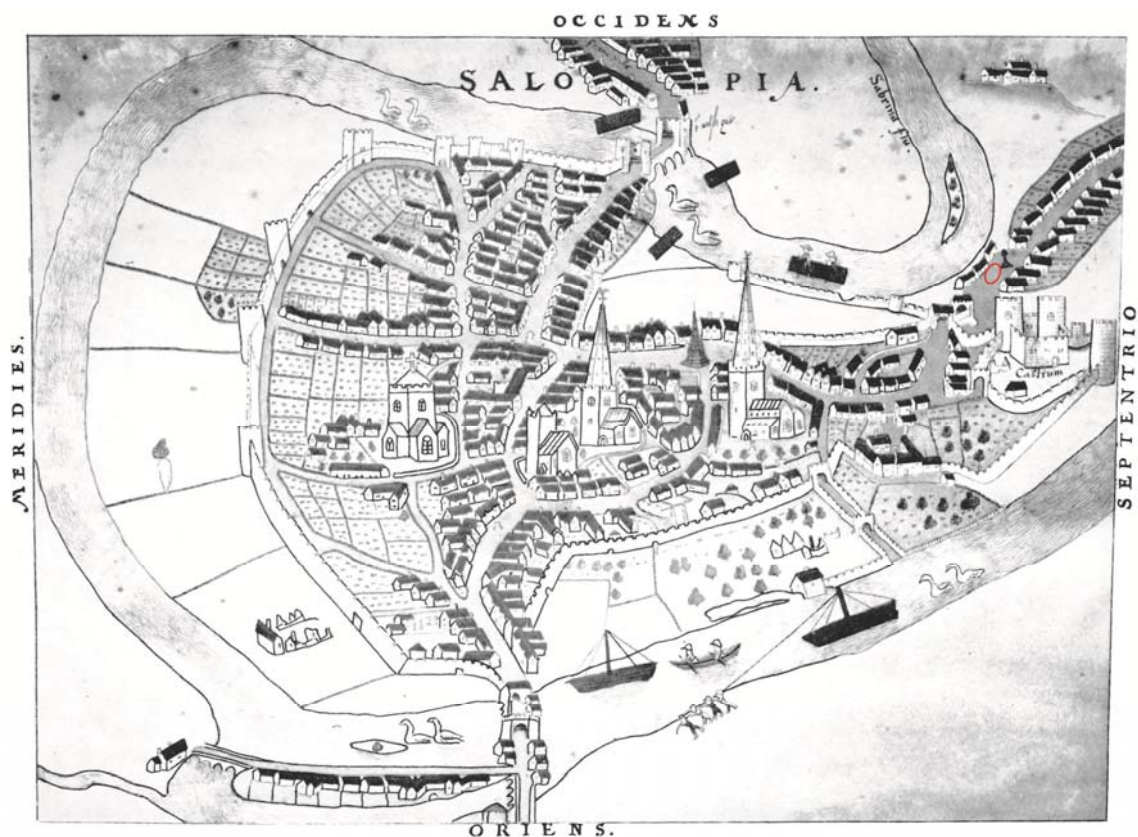 OCCIDENS
SALOPIA.
Sabrina flu.
MERIDIES.
SEPTENTRIO
Castrum
ORIENS.